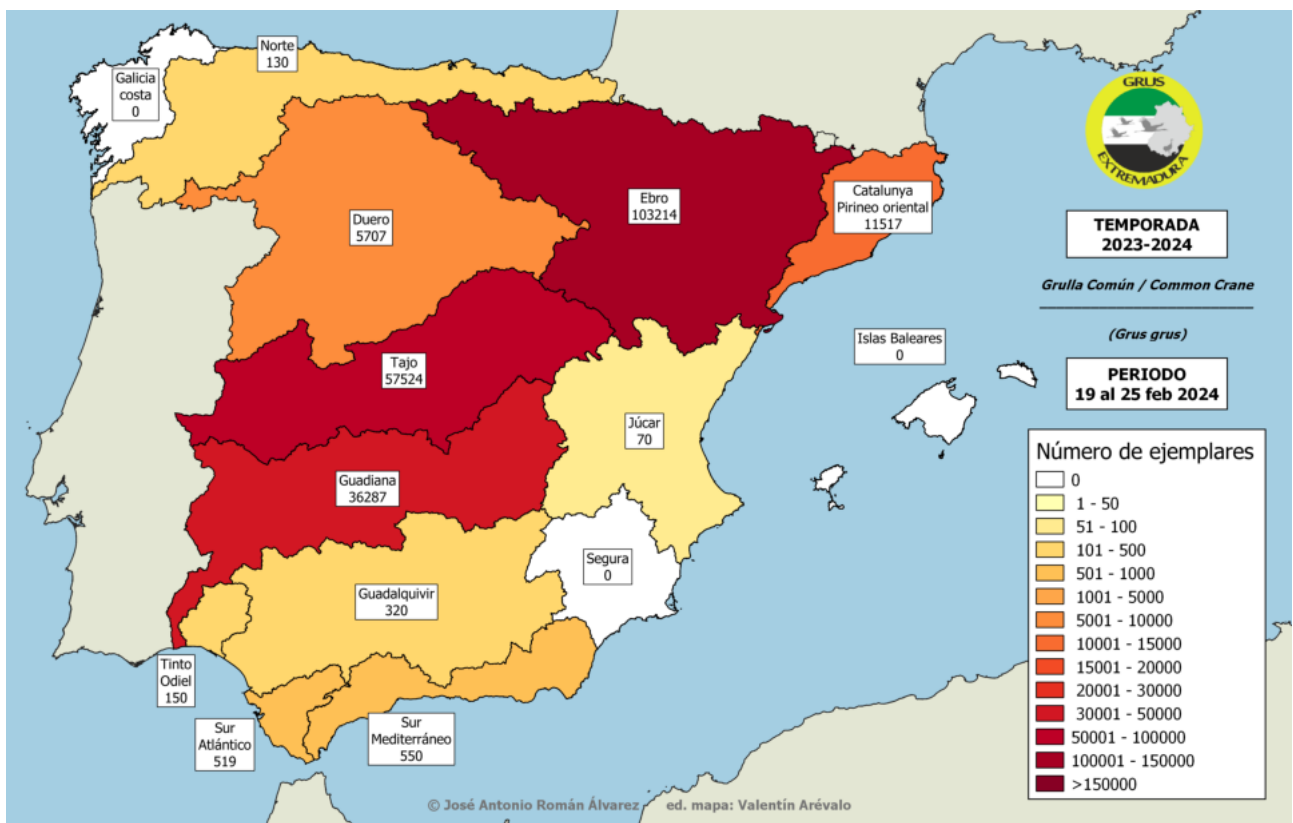 Norte
130
Galicia
costa
0
GRUS
EXTREMADURA
Ebro
103214
Catalunya
Pirineo oriental
11517
Duero
5707
TEMPORADA
2023-2024
Grulla Común / Common Crane
(Grus grus)
Islas Baleares
0
PERIODO
19 al 25 feb 2024
Tajo
57524
Júcar
70
Guadiana
36287
Segura
0
Guadalquivir
320
Tinto
Odiel
150
Sur
Atlántico
519
Sur
Mediterráneo
550
Número de ejemplares
0
1 - 50
51 - 100
101 - 500
501 - 1000
1001 - 5000
5001 - 10000
10001 - 15000
15001 - 20000
20001 - 30000
30001 - 50000
50001 - 100000
100001 - 150000
>150000
© José Antonio Román Álvarez ed. mapa: Valentín Arévalo